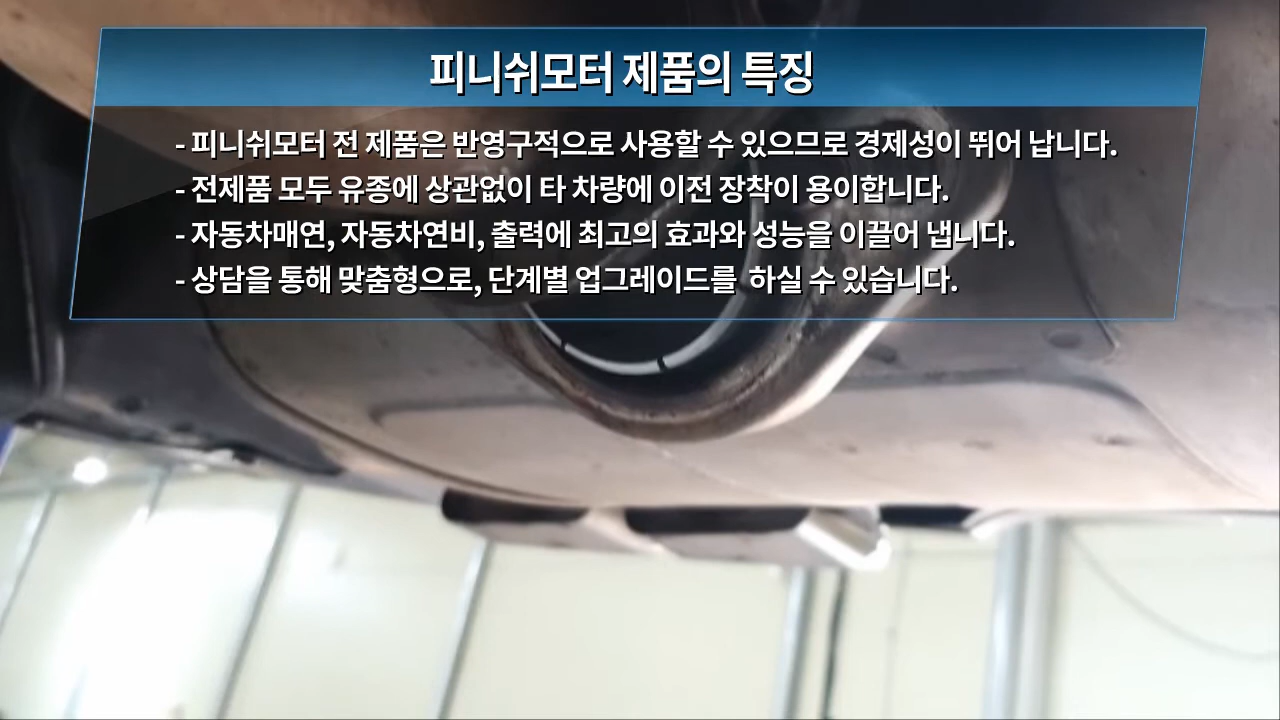 피니쉬모터 제품의 특징
- 피니쉬모터 전 제품은 반영구적으로 사용할 수 있으므로 경제성이 뛰어 납니다.
- 전제품 모두 유종에 상관없이 타 차량에 이전 장착이 용이합니다.
- 자동차매연, 자동차연비, 출력에 최고의 효과와 성능을 이끌어 냅니다.
- 상담을 통해 맞춤형으로, 단계별 업그레이드를 하실 수 있습니다.